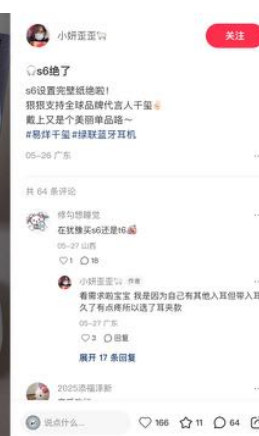 小妍歪歪
关注
s6绝了
s6设置完壁纸绝啦！
狠狠支持全球品牌代言人千玺
戴上又是个美丽单品咯～
#易烊千玺 #绿联蓝牙耳机
05-26 广东
共 64 条评论
修勾想睡觉
在犹豫买s6还是t6
05-27 山西
1 18
小妍歪歪 作者
看需求啦宝宝 我是因为自己有其他入耳但带入耳
久了有点疼所以选了耳夹款
05-27 广东
3 回复
展开 17 条回复
2025添福泽新
说点什么...
166 11 64